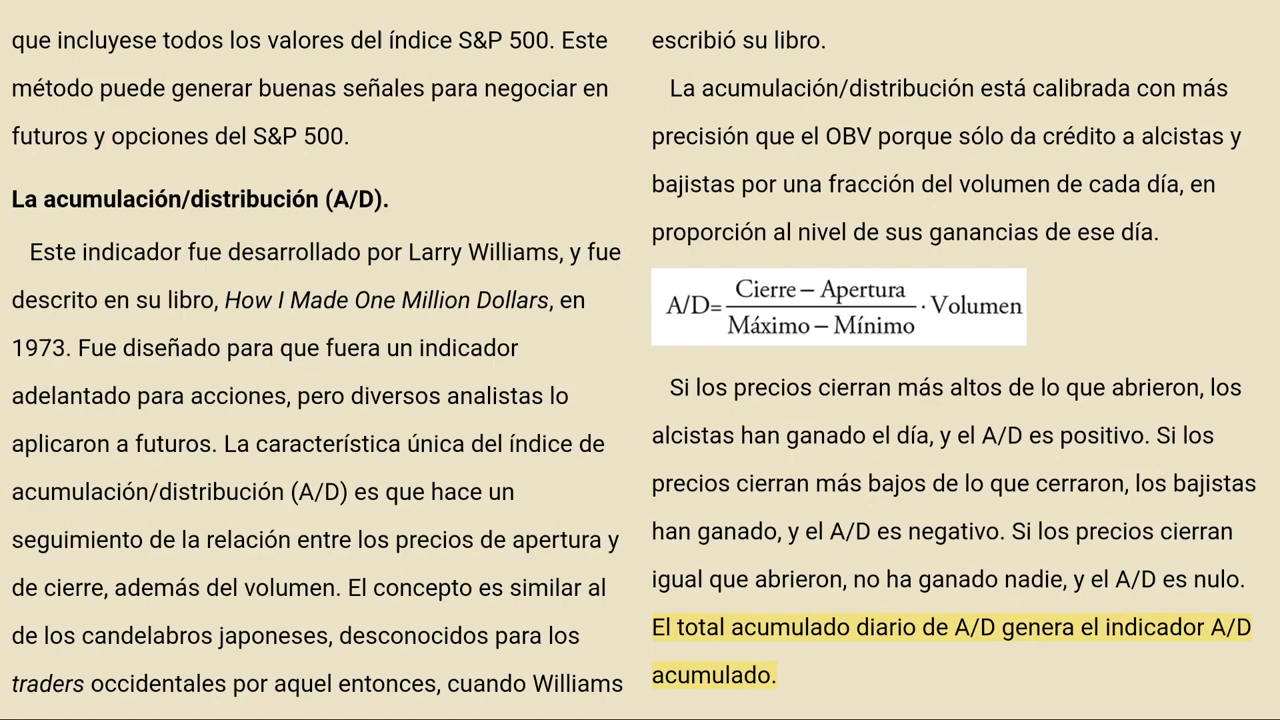 que incluyese todos los valores del índice S&P 500. Este
método puede generar buenas señales para negociar en
futuros y opciones del S&P 500.
La acumulación/distribución (A/D).
Este indicador fue desarrollado por Larry Williams, y fue
descrito en su libro, How I Made One Million Dollars, en
1973. Fue diseñado para que fuera un indicador
adelantado para acciones, pero diversos analistas lo
aplicaron a futuros. La característica única del índice de
acumulación/distribución (A/D) es que hace un
seguimiento de la relación entre los precios de apertura y
de cierre, además del volumen. El concepto es similar al
de los candelabros japoneses, desconocidos para los
traders occidentales por aquel entonces, cuando Williams
escribió su libro.
La acumulación/distribución está calibrada con más
precisión que el OBV porque sólo da crédito a alcistas y
bajistas por una fracción del volumen de cada día, en
proporción al nivel de sus ganancias de ese día.
Cierre – Apertura
A/D= · Volumen
Máximo – Mínimo
Si los precios cierran más altos de lo que abrieron, los
alcistas han ganado el día, y el A/D es positivo. Si los
precios cierran más bajos de lo que cerraron, los bajistas
han ganado, y el A/D es negativo. Si los precios cierran
igual que abrieron, no ha ganado nadie, y el A/D es nulo.
El total acumulado diario de A/D genera el indicador A/D
acumulado.